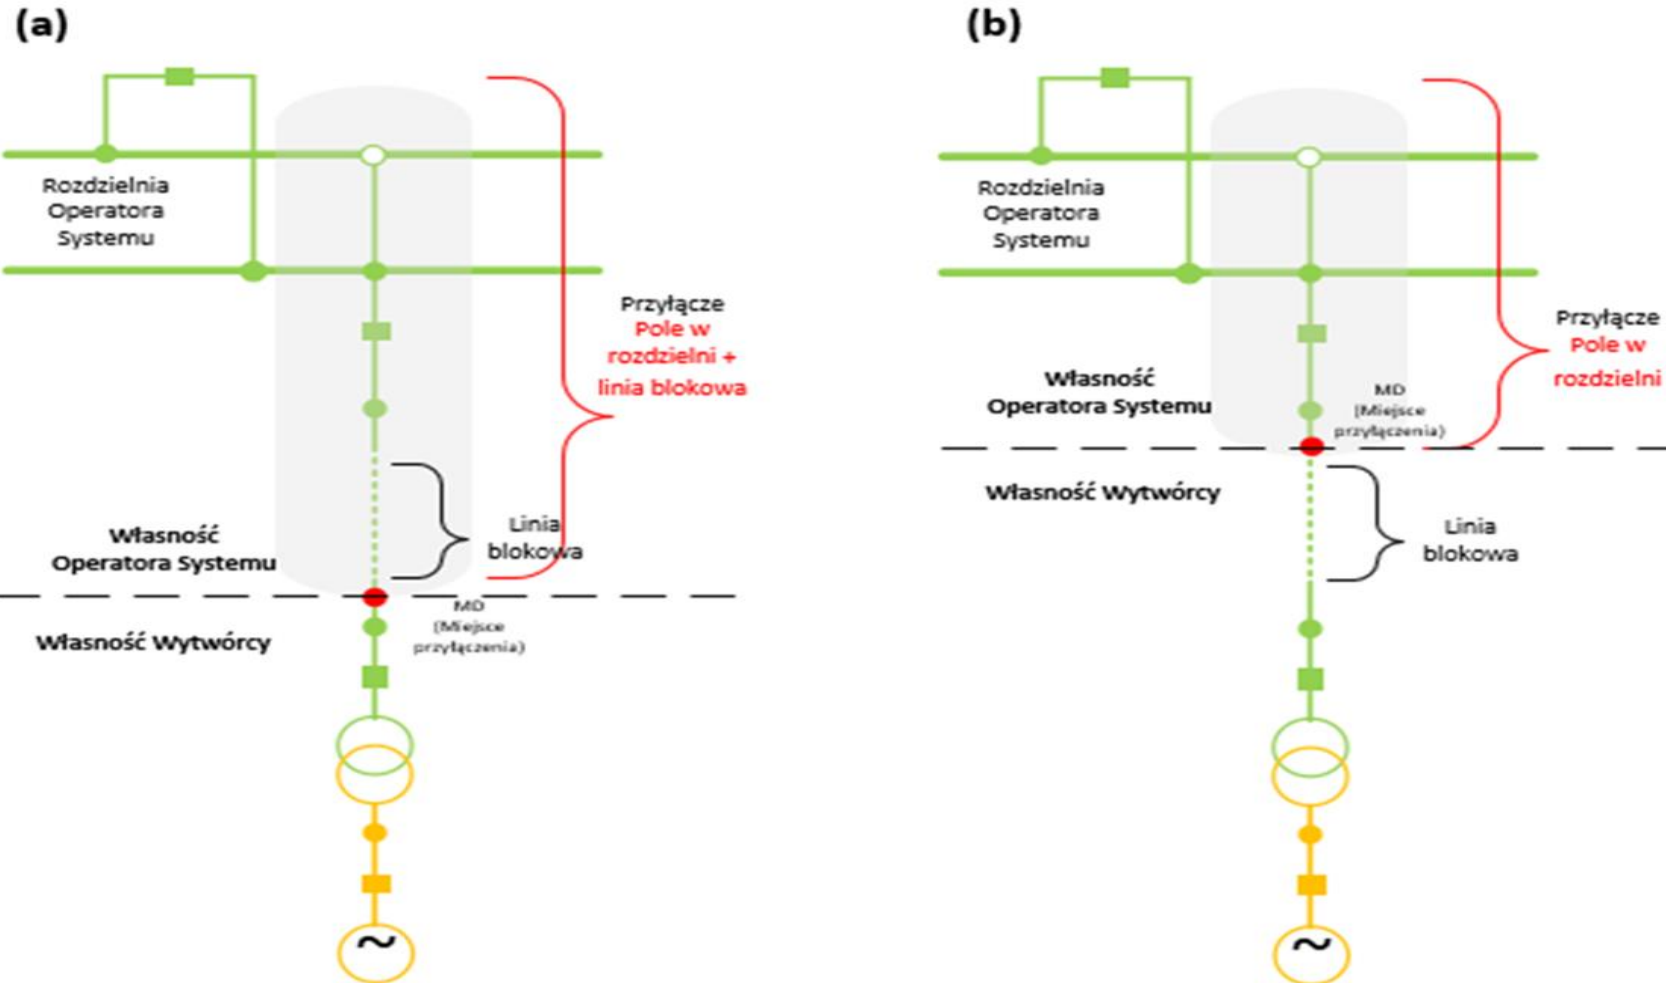 (a)
Rozdzielnia
Operatora
Systemu
Przyłącze
Pole w
rozdzielni +
linia blokowa
Linia
blokowa
Własność
Operatora Systemu
MD
(Miejsce
przyłączenia)
Własność Wytwórcy
~
(b)
Rozdzielnia
Operatora
Systemu
Przyłącze
Pole w
rozdzielni
Własność
Operatora Systemu
MD
(Miejsce
przyłączenia)
Własność Wytwórcy
Linia
blokowa
~